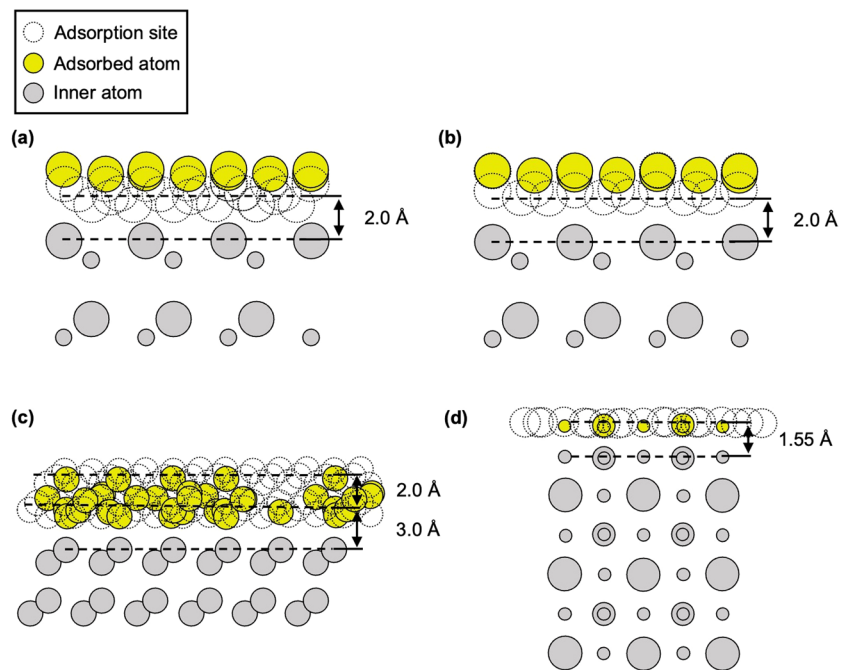 Adsorption site
Adsorbed atom
Inner atom
(a)
2.0 Å
(b)
2.0 Å
(c)
2.0 Å
3.0 Å
(d)
1.55 Å